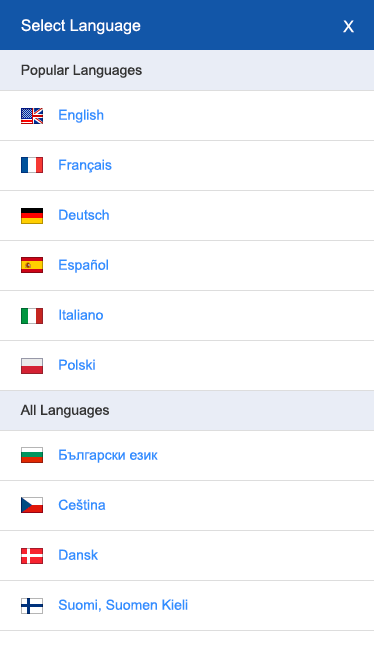 Select Language
X
Popular Languages
English
Français
Deutsch
Español
Italiano
Polski
All Languages
Български език
Ceština
Dansk
Suomi, Suomen Kieli